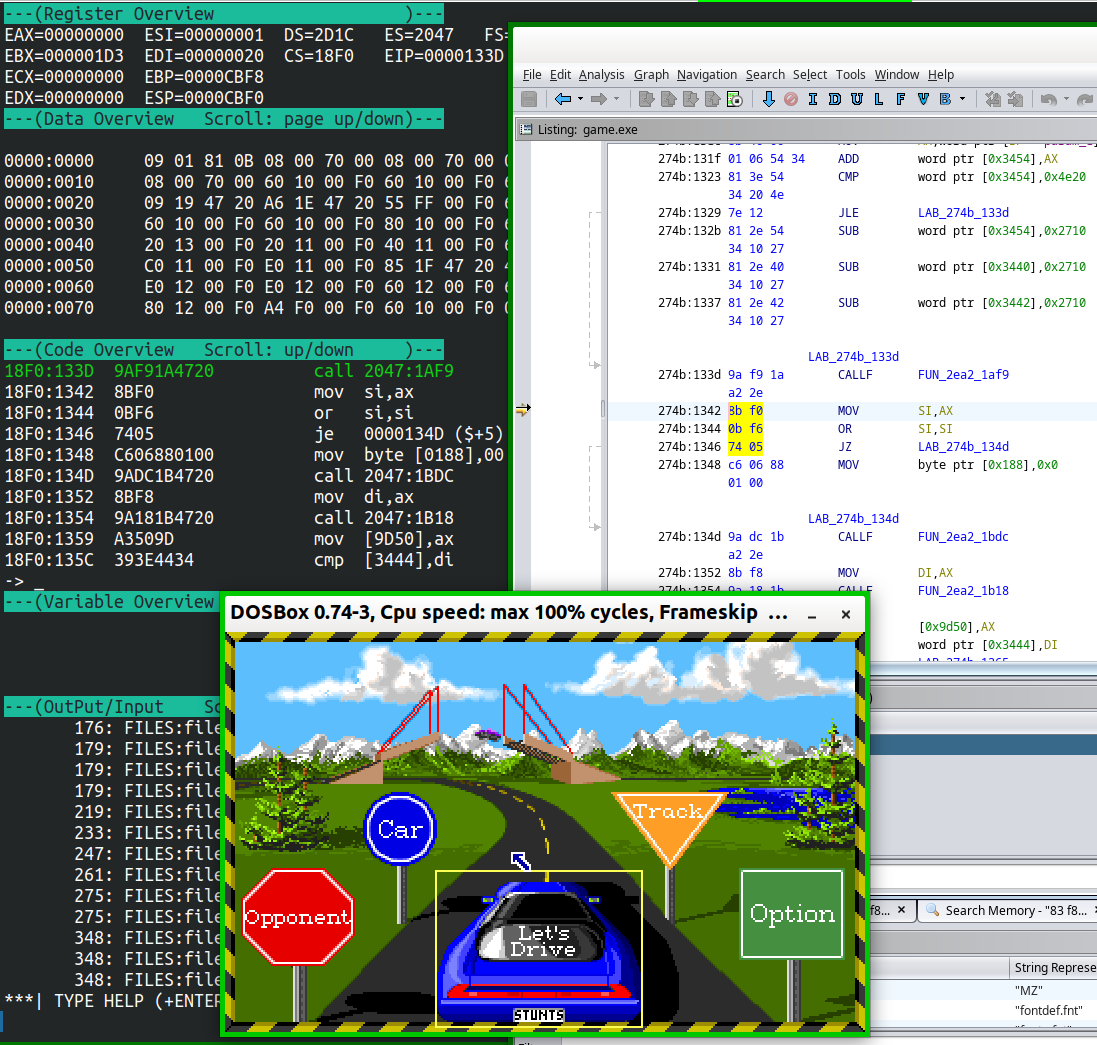 ---(Register Overview                   )---
EAX=00000000  ESI=00000001  DS=2D1C   ES=2047   FS=
EBX=000001D3  EDI=00000020  CS=18F0   EIP=0000133D
ECX=00000000  EBP=0000CBF8
EDX=00000000  ESP=0000CBF0
---(Data Overview   Scroll: page up/down)---
0000:0000     09 01 81 0B 08 00 70 00 08 00 70 00
0000:0010     08 00 70 00 60 10 00 F0 60 10 00 F0
0000:0020     09 19 47 20 A6 1E 47 20 55 FF 00 F0
0000:0030     60 10 00 F0 60 10 00 F0 80 10 00 F0
0000:0040     20 13 00 F0 20 11 00 F0 40 11 00 F0
0000:0050     C0 11 00 F0 E0 11 00 F0 85 1F 47 20
0000:0060     E0 12 00 F0 E0 12 00 F0 60 12 00 F0
0000:0070     80 12 00 F0 A4 F0 00 F0 60 10 00 F0
---(Code Overview   Scroll: up/down     )---
18F0:133D  9AF91A4720          call 2047:1AF9
18F0:1342  8BF0                mov  si,ax
18F0:1344  0BF6                or   si,si
18F0:1346  7405                je   0000134D ($+5)
18F0:1348  C606880100          mov  byte [0188],00
18F0:134D  9ADC1B4720          call 2047:1BDC
18F0:1352  8BF8                mov  di,ax
18F0:1354  9A181B4720          call 2047:1B18
18F0:1359  A3509D              mov  [9D50],ax
18F0:135C  393E4434            cmp  [3444],di
-> _
---(Variable Overview
---(OutPut/Input    Sc
176: FILES:file
179: FILES:file
179: FILES:file
179: FILES:file
219: FILES:file
233: FILES:file
247: FILES:file
261: FILES:file
275: FILES:file
275: FILES:file
348: FILES:file
348: FILES:file
348: FILES:file
***| TYPE HELP (+ENTER
File Edit Analysis Graph Navigation Search Select Tools Window Help
I D U L F V B
Listing: game.exe
274b:131f 01 06 54 34 ADD word ptr [0x3454],AX
274b:1323 81 3e 54 CMP word ptr [0x3454],0x4e20
34 20 4e
274b:1329 7e 12 JLE LAB_274b_133d
274b:132b 81 2e 54 SUB word ptr [0x3454],0x2710
34 10 27
274b:1331 81 2e 40 SUB word ptr [0x3440],0x2710
34 10 27
274b:1337 81 2e 42 SUB word ptr [0x3442],0x2710
34 10 27
LAB_274b_133d
274b:133d 9a f9 1a CALLF FUN_2ea2_1af9
a2 2e
274b:1342 8b f0 MOV SI,AX
274b:1344 0b f6 OR SI,SI
274b:1346 74 05 JZ LAB_274b_134d
274b:1348 c6 06 88 MOV byte ptr [0x188],0x0
01 00
LAB_274b_134d
274b:134d 9a dc 1b CALLF FUN_2ea2_1bdc
a2 2e
274b:1352 8b f8 MOV DI,AX
274b:1354 9a 18 1b CALLF FUN_2ea2_1b18
[0x9d50],AX
word ptr [0x3444],DI
DOSBox 0.74-3, Cpu speed: max 100% cycles, Frameskip ...
Track
Car
Opponent
Option
Let's
Drive
STUNTS
f8... × Search Memory - "83 f8...
String Represe
"MZ"
"fontdef.fnt"